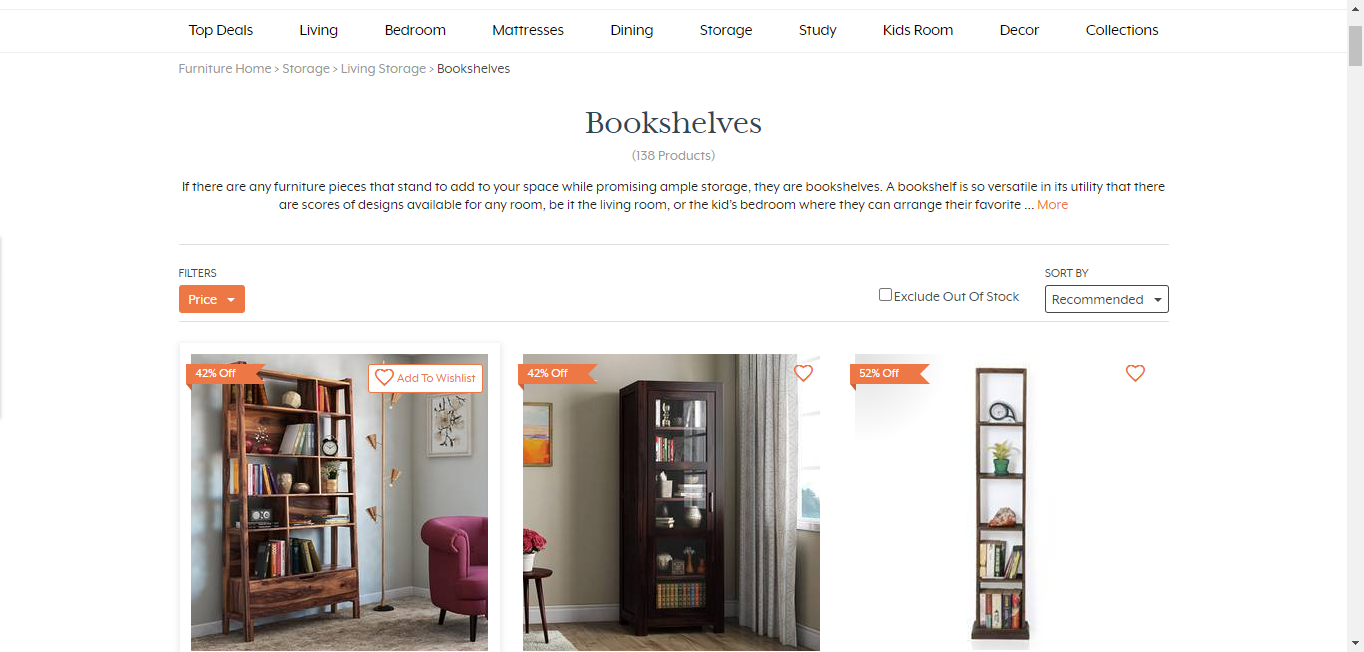 Top Deals Living Bedroom Mattresses Dining Storage Study Kids Room Decor Collections
Furniture Home > Storage > Living Storage > Bookshelves
Bookshelves
(138 Products)
If there are any furniture pieces that stand to add to your space while promising ample storage, they are bookshelves. A bookshelf is so versatile in its utility that there
are scores of designs available for any room, be it the living room, or the kid's bedroom where they can arrange their favorite ... More
FILTERS
Price
Exclude Out Of Stock
SORT BY
Recommended
42% Off
Add To Wishlist
42% Off
52% Off